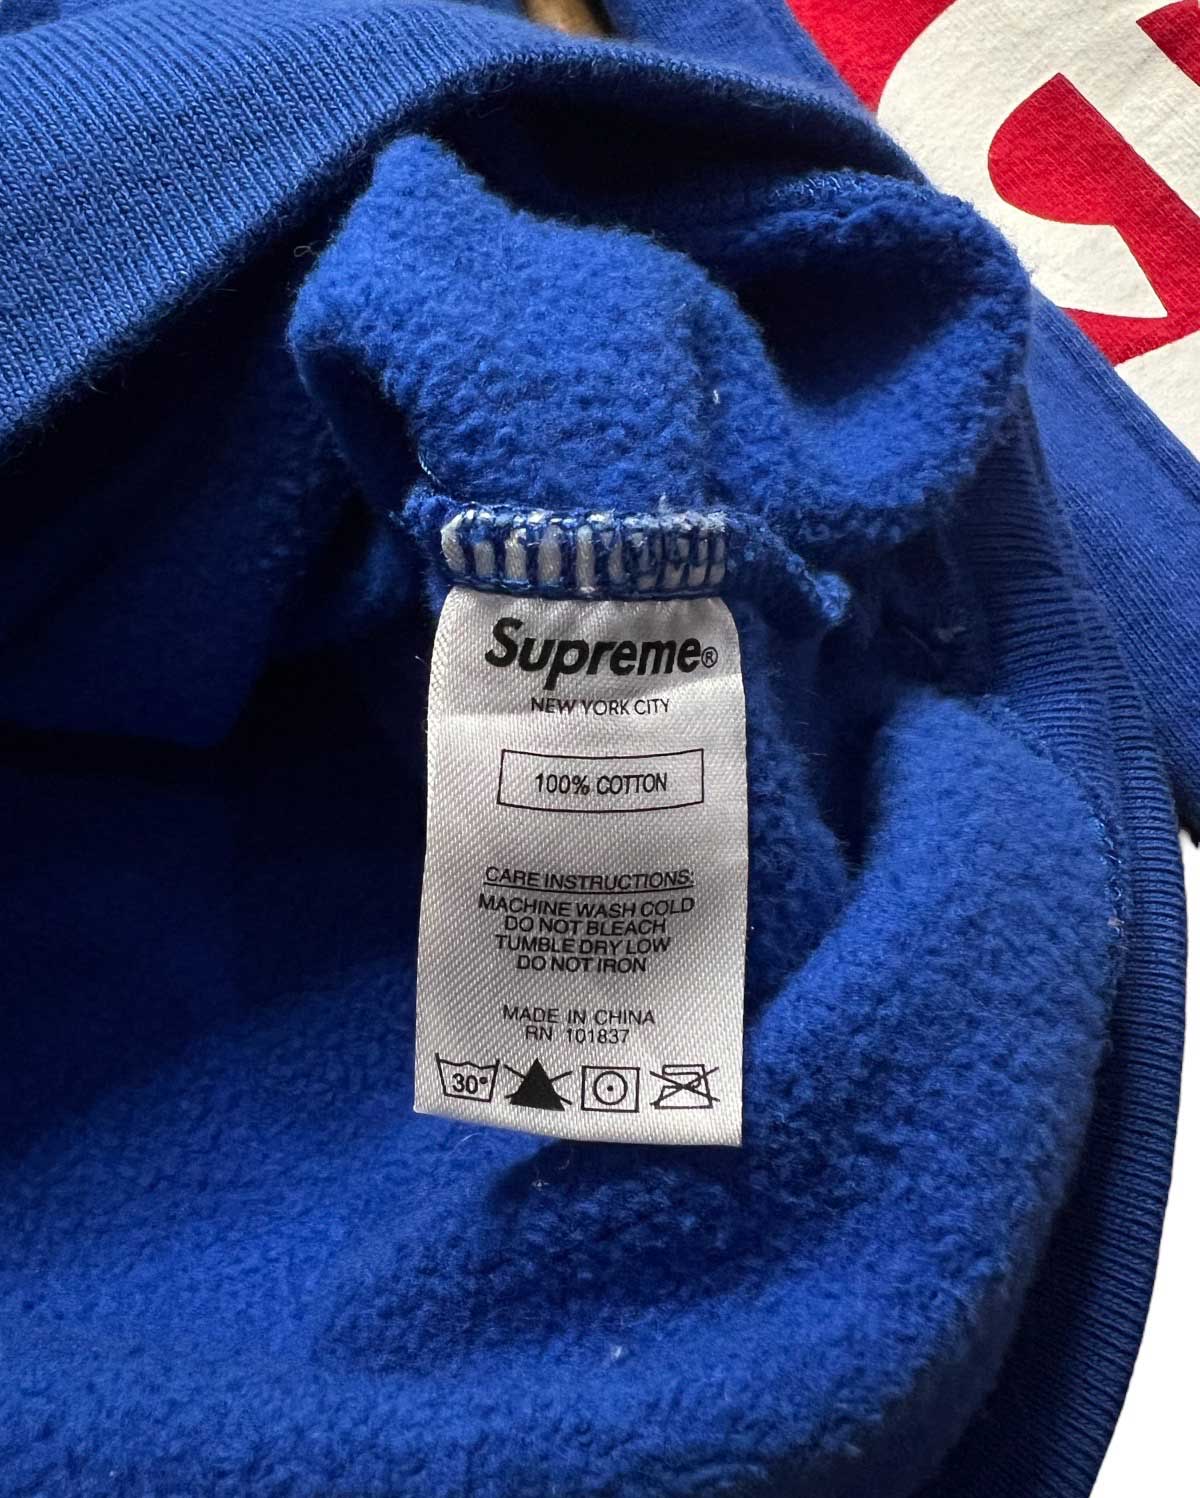 Supreme®
NEW YORK CITY
100% COTTON
CARE INSTRUCTIONS:
MACHINE WASH COLD
DO NOT BLEACH
TUMBLE DRY LOW
DO NOT IRON
MADE IN CHINA
RN 101837
30°